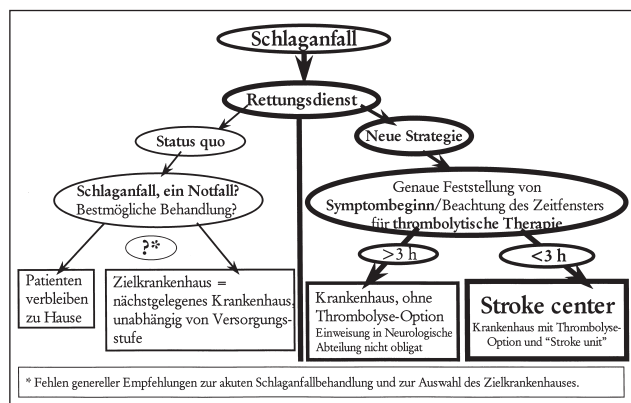 Schlaganfall
Rettungsdienst
Status quo
Neue Strategie
Schlaganfall, ein Notfall?
Bestmögliche Behandlung?
Genaue Feststellung von
Symptombeginn/Beachtung des Zeitfensters
für thrombolytische Therapie
?*
>3 h
<3 h
Patienten
verbleiben
zu Hause
Zielkrankenhaus =
nächstgelegenes Krankenhaus,
unabhängig von Versorgungs-
stufe
Krankenhaus, ohne
Thrombolyse-Option
Einweisung in Neurologische
Abteilung nicht obligat
Stroke center
Krankenhaus mit Thrombolyse-
Option und "Stroke unit"
* Fehlen genereller Empfehlungen zur akuten Schlaganfallbehandlung und zur Auswahl des Zielkrankenhauses.